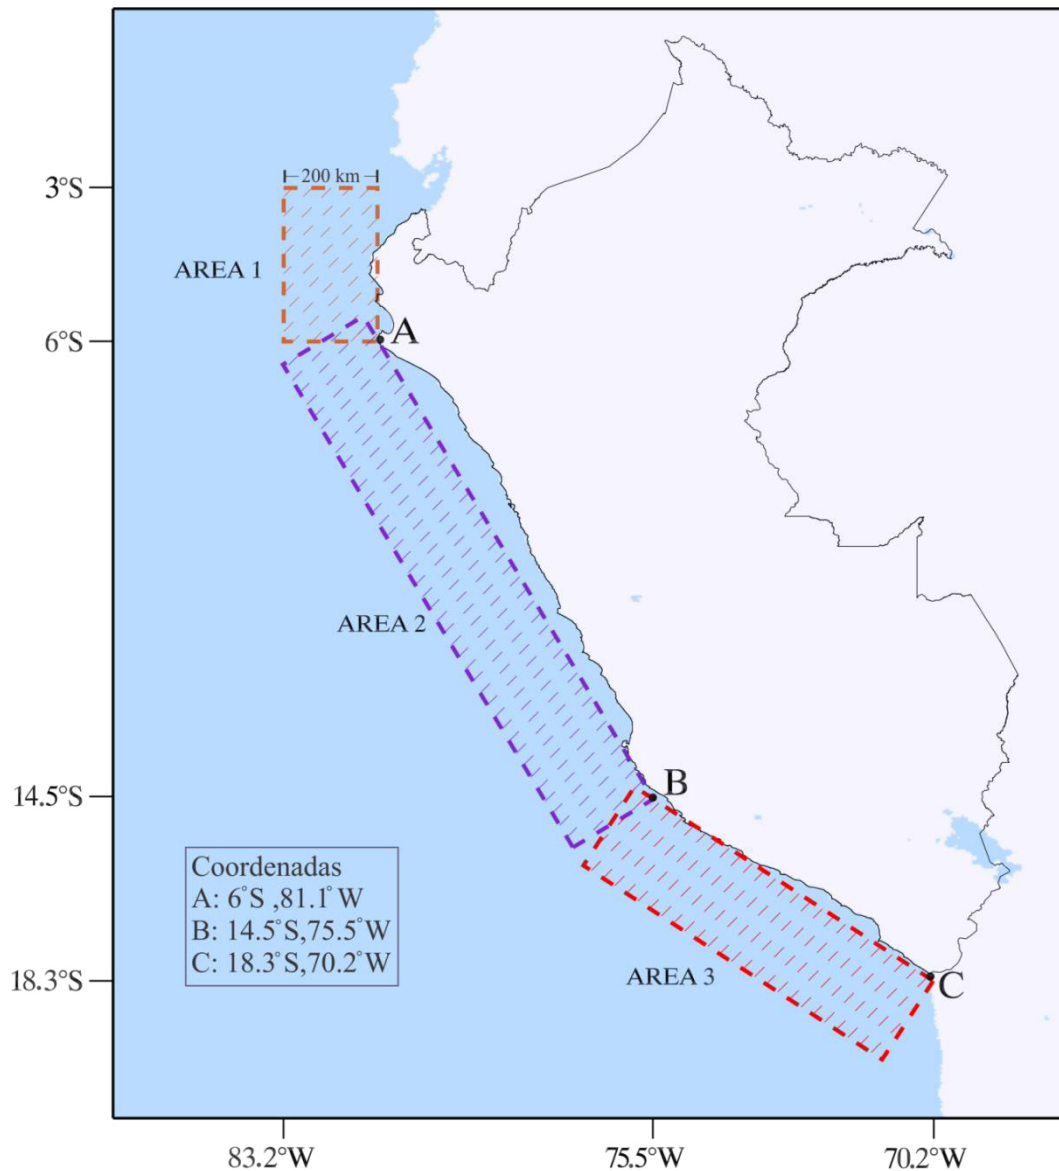 200 km
3°S
AREA 1
6°S
A
AREA 2
B
14.5°S
Coordenadas
A: 6°S ,81.1°W
B: 14.5°S,75.5°W
C: 18.3°S,70.2°W
AREA 3
18.3°S
C
83.2°W
75.5°W
70.2°W